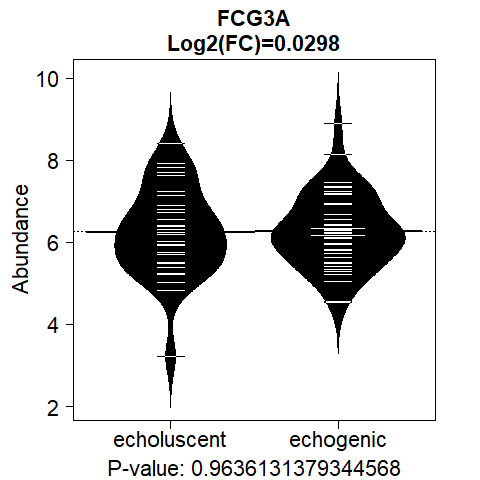 FCG3A
Log2(FC)=0.0298
10
8
6
4
2
Abundance
echoluscent echogenic
P-value: 0.9636131379344568